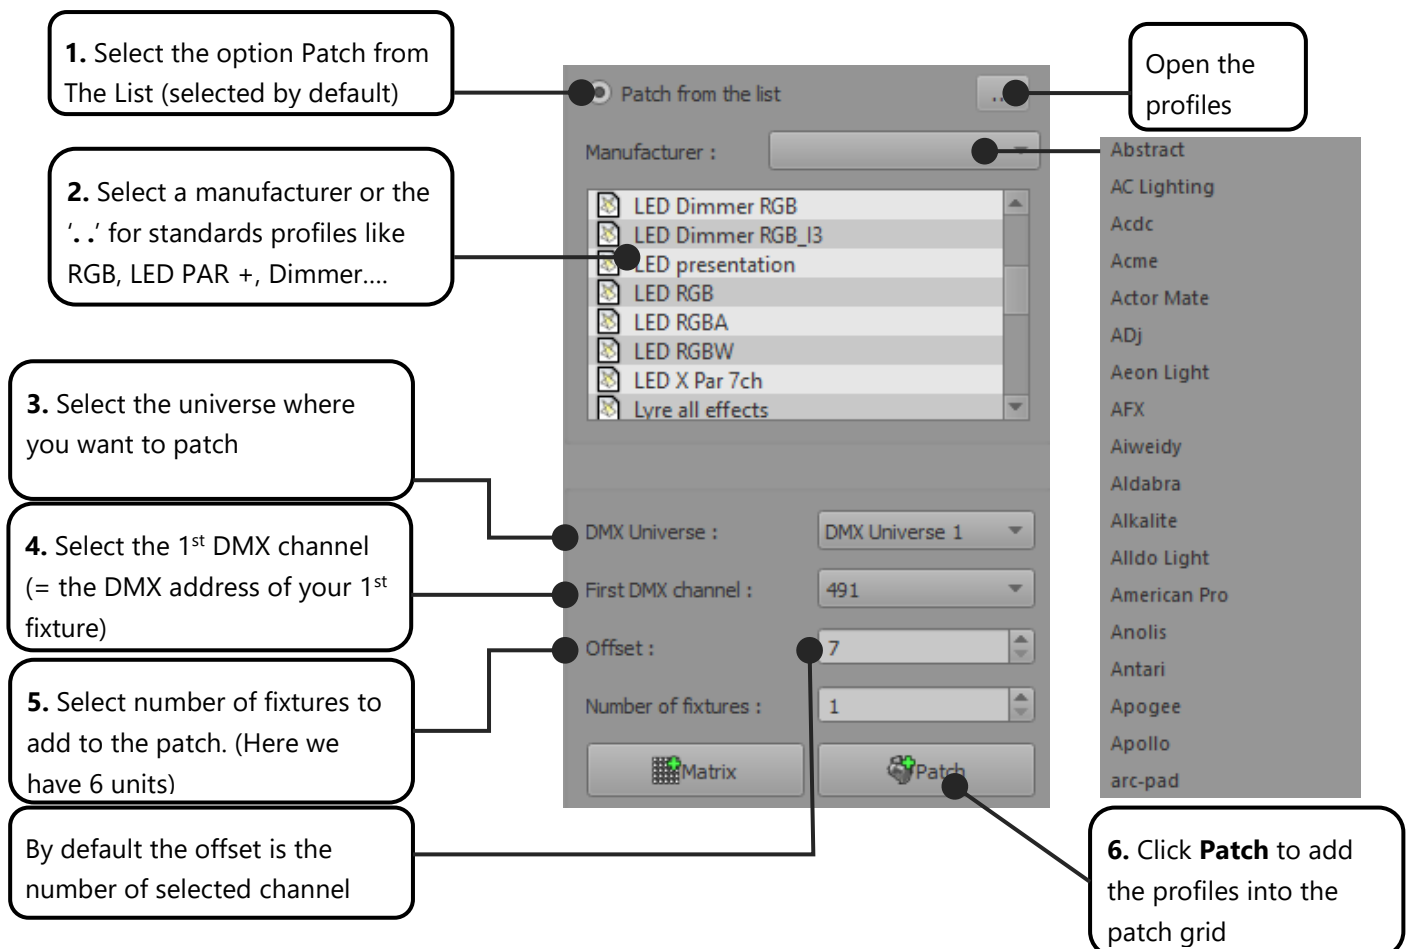 1. Select the option Patch from
The List (selected by default)
2. Select a manufacturer or the
‘. .’ for standards profiles like
RGB, LED PAR +, Dimmer....
3. Select the universe where
you want to patch
4. Select the 1st DMX channel
(= the DMX address of your 1st
fixture)
5. Select number of fixtures to
add to the patch. (Here we
have 6 units)
By default the offset is the
number of selected channel
Patch from the list
Manufacturer :
LED Dimmer RGB
LED Dimmer RGB_I3
LED presentation
LED RGB
LED RGBA
LED RGBW
LED X Par 7ch
Lyre all effects
DMX Universe : DMX Universe 1
First DMX channel : 491
Offset : 7
Number of fixtures : 1
Matrix Patch
Open the
profiles
Abstract
AC Lighting
Acdc
Acme
Actor Mate
ADj
Aeon Light
AFX
Aiweidy
Aldabra
Alkalite
Alldo Light
American Pro
Anolis
Antari
Apogee
Apollo
arc-pad
6. Click Patch to add
the profiles into the
patch grid